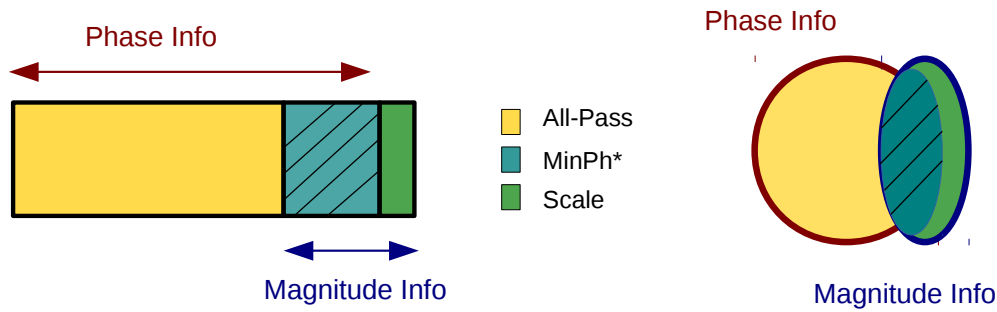 Phase Info
Magnitude Info
All-Pass
MinPh*
Scale
Phase Info
Magnitude Info